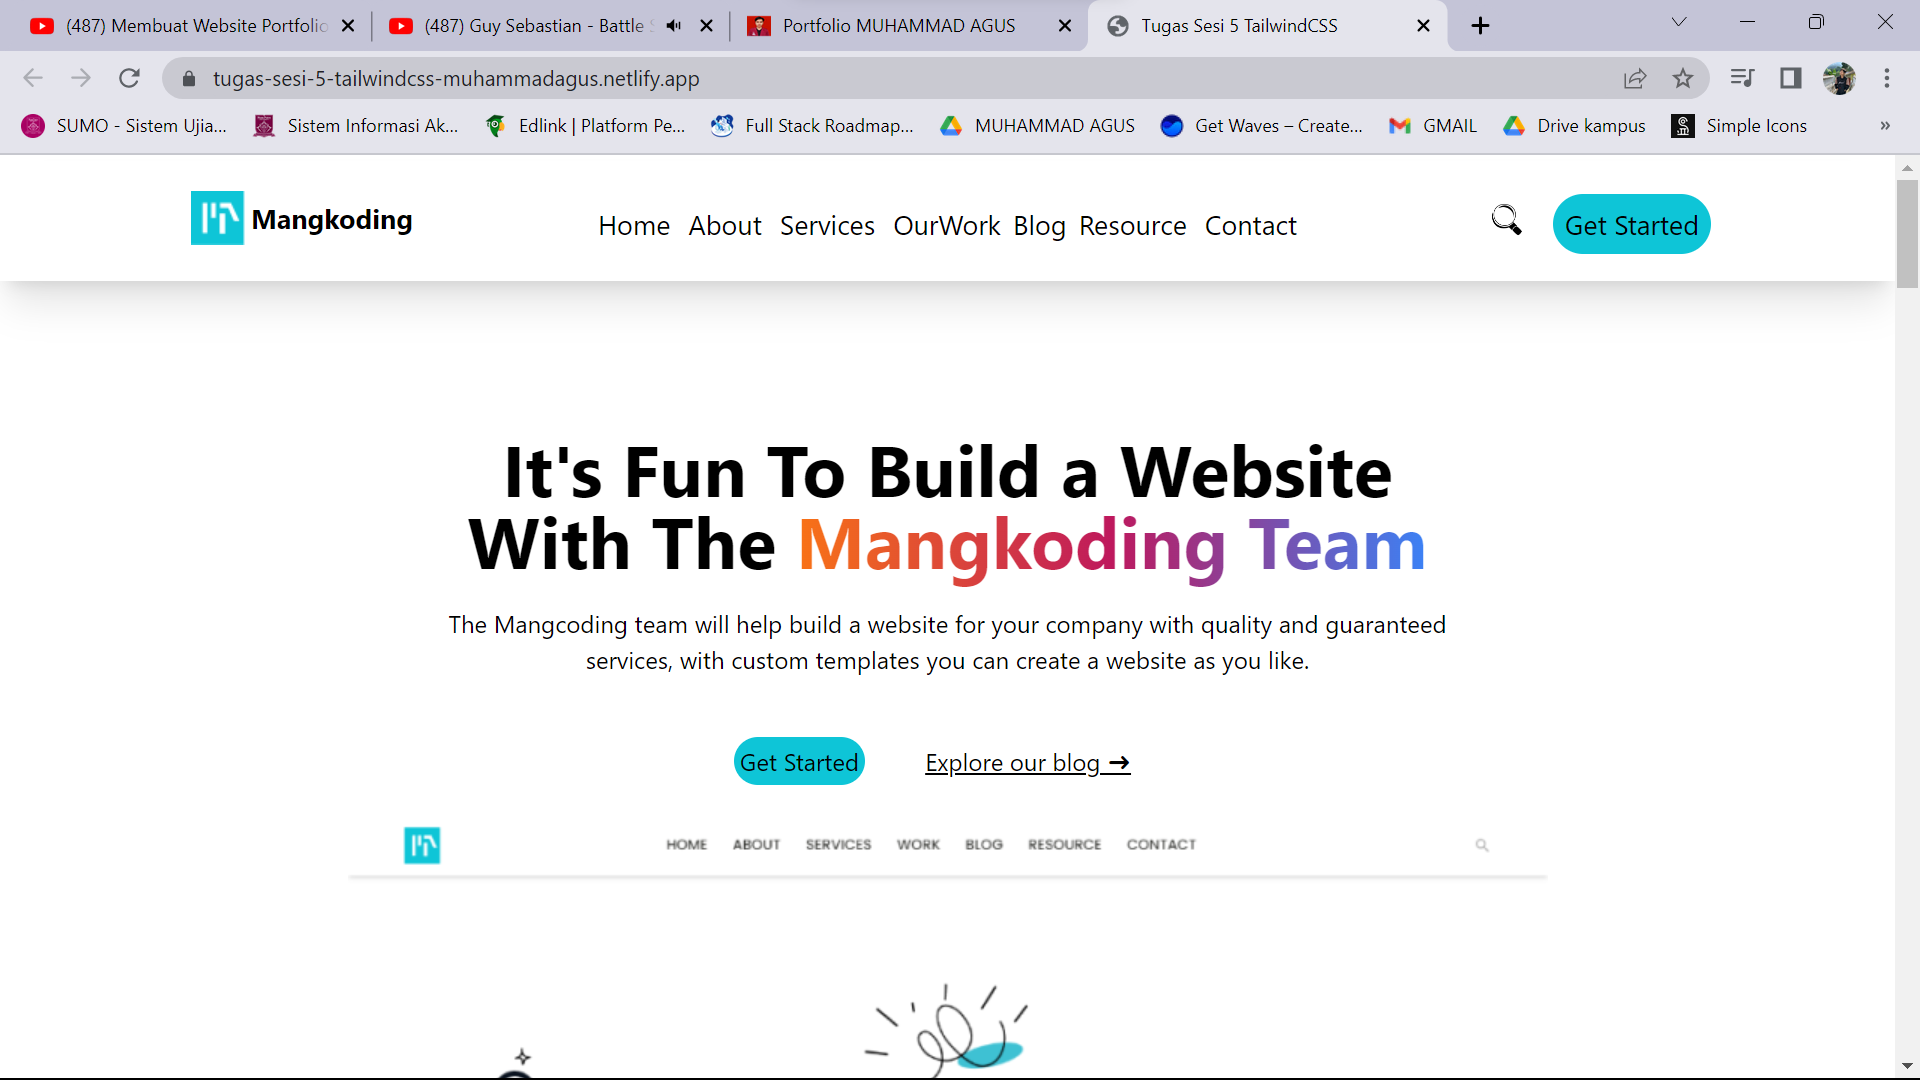 (487) Membuat Website Portfolio
(487) Guy Sebastian - Battle
Portfolio MUHAMMAD AGUS
Tugas Sesi 5 TailwindCSS
tugas-sesi-5-tailwindcss-muhammadagus.netlify.app
SUMO - Sistem Ujia...
Sistem Informasi Ak...
Edlink | Platform Pe...
Full Stack Roadmap...
MUHAMMAD AGUS
Get Waves – Create...
GMAIL
Drive kampus
Simple Icons
»
Mangkoding
Home About Services OurWork Blog Resource Contact
Get Started
It's Fun To Build a Website
With The Mangkoding Team
The Mangcoding team will help build a website for your company with quality and guaranteed
services, with custom templates you can create a website as you like.
Get Started
Explore our blog ➔
HOME ABOUT SERVICES WORK BLOG RESOURCE CONTACT